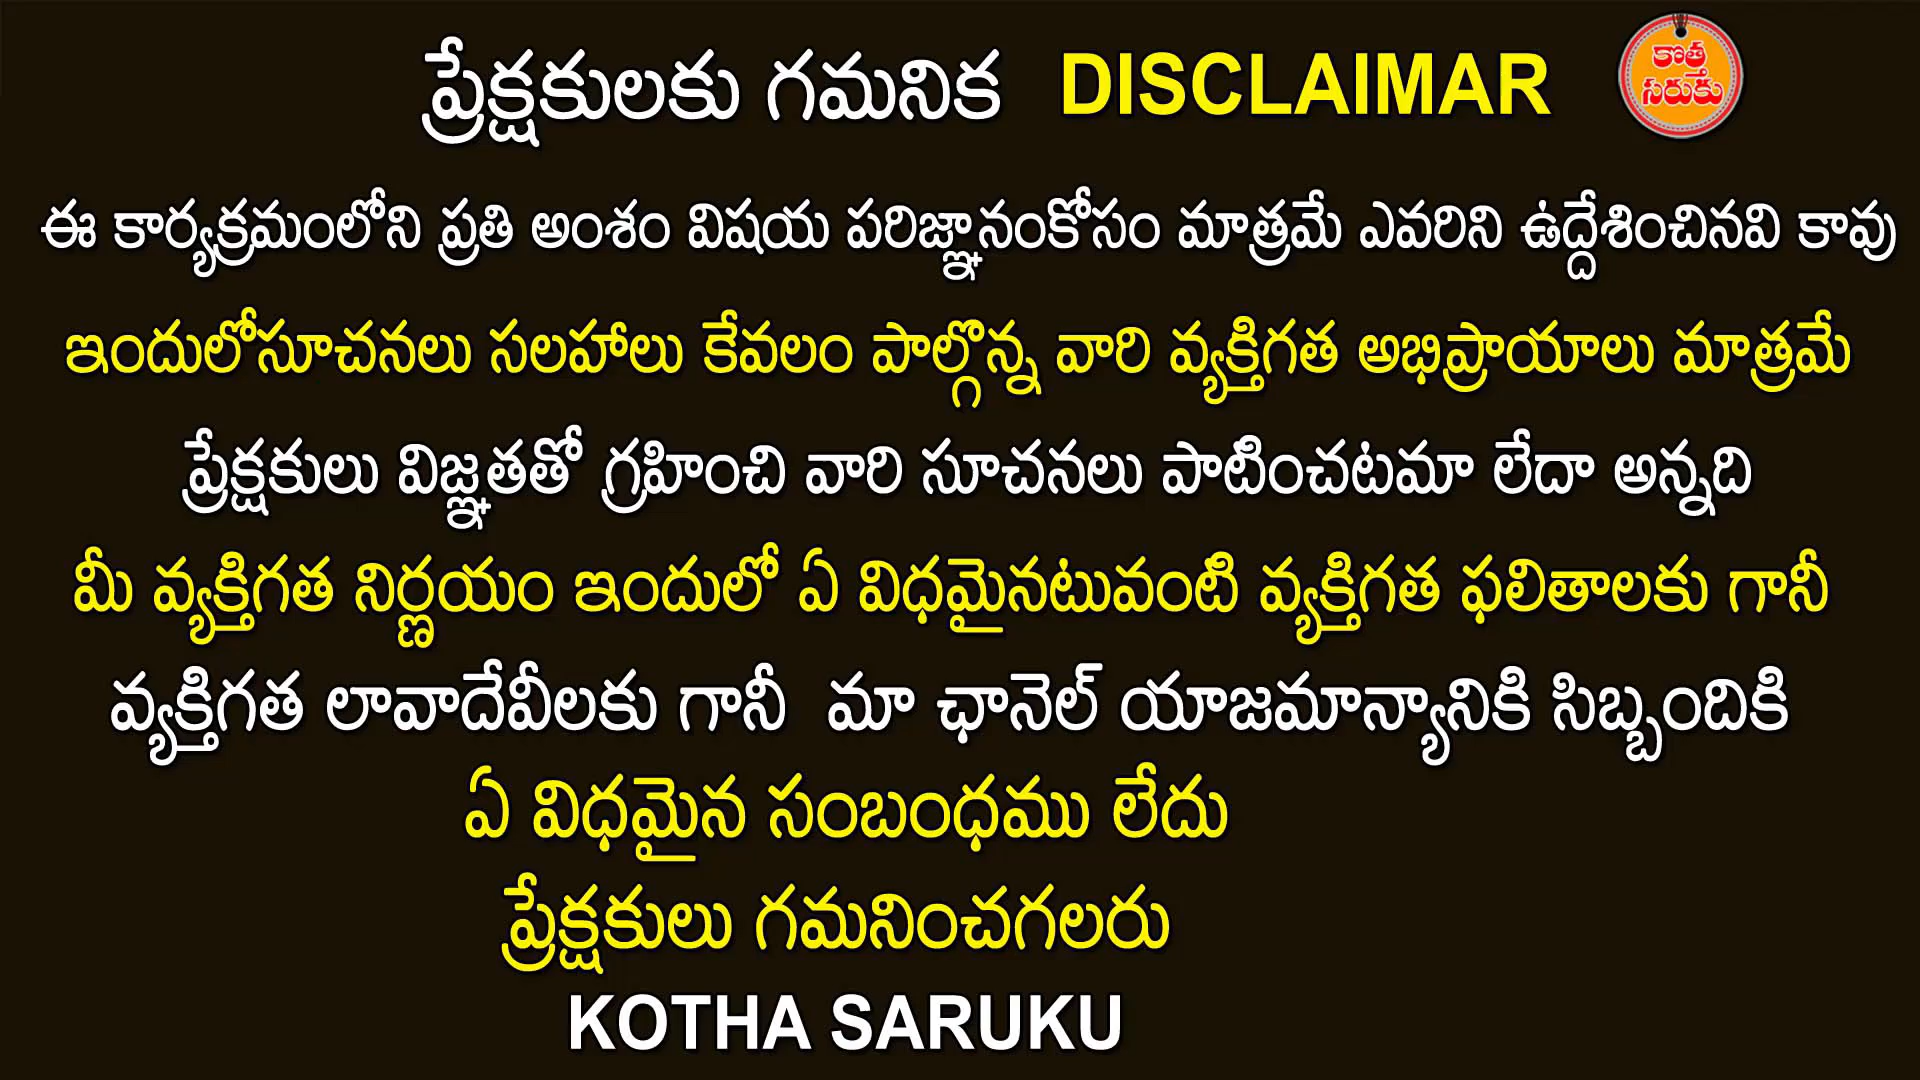 ప్రేక్షకులకు గమనిక DISCLAIMAR
కొత్త
సరుకు
ఈ కార్యక్రమంలోని ప్రతి అంశం విషయ పరిజ్ఞానంకోసం మాత్రమే ఎవరిని ఉద్దేశించినవి కావు
ఇందులోసూచనలు సలహాలు కేవలం పాల్గొన్న వారి వ్యక్తిగత అభిప్రాయాలు మాత్రమే
ప్రేక్షకులు విజ్ఞతతో గ్రహించి వారి సూచనలు పాటించటమా లేదా అన్నది
మీ వ్యక్తిగత నిర్ణయం ఇందులో ఏ విధమైనటువంటి వ్యక్తిగత ఫలితాలకు గానీ
వ్యక్తిగత లావాదేవీలకు గానీ మా ఛానెల్ యాజమాన్యానికి సిబ్బందికి
ఏ విధమైన సంబంధము లేదు
ప్రేక్షకులు గమనించగలరు
KOTHA SARUKU